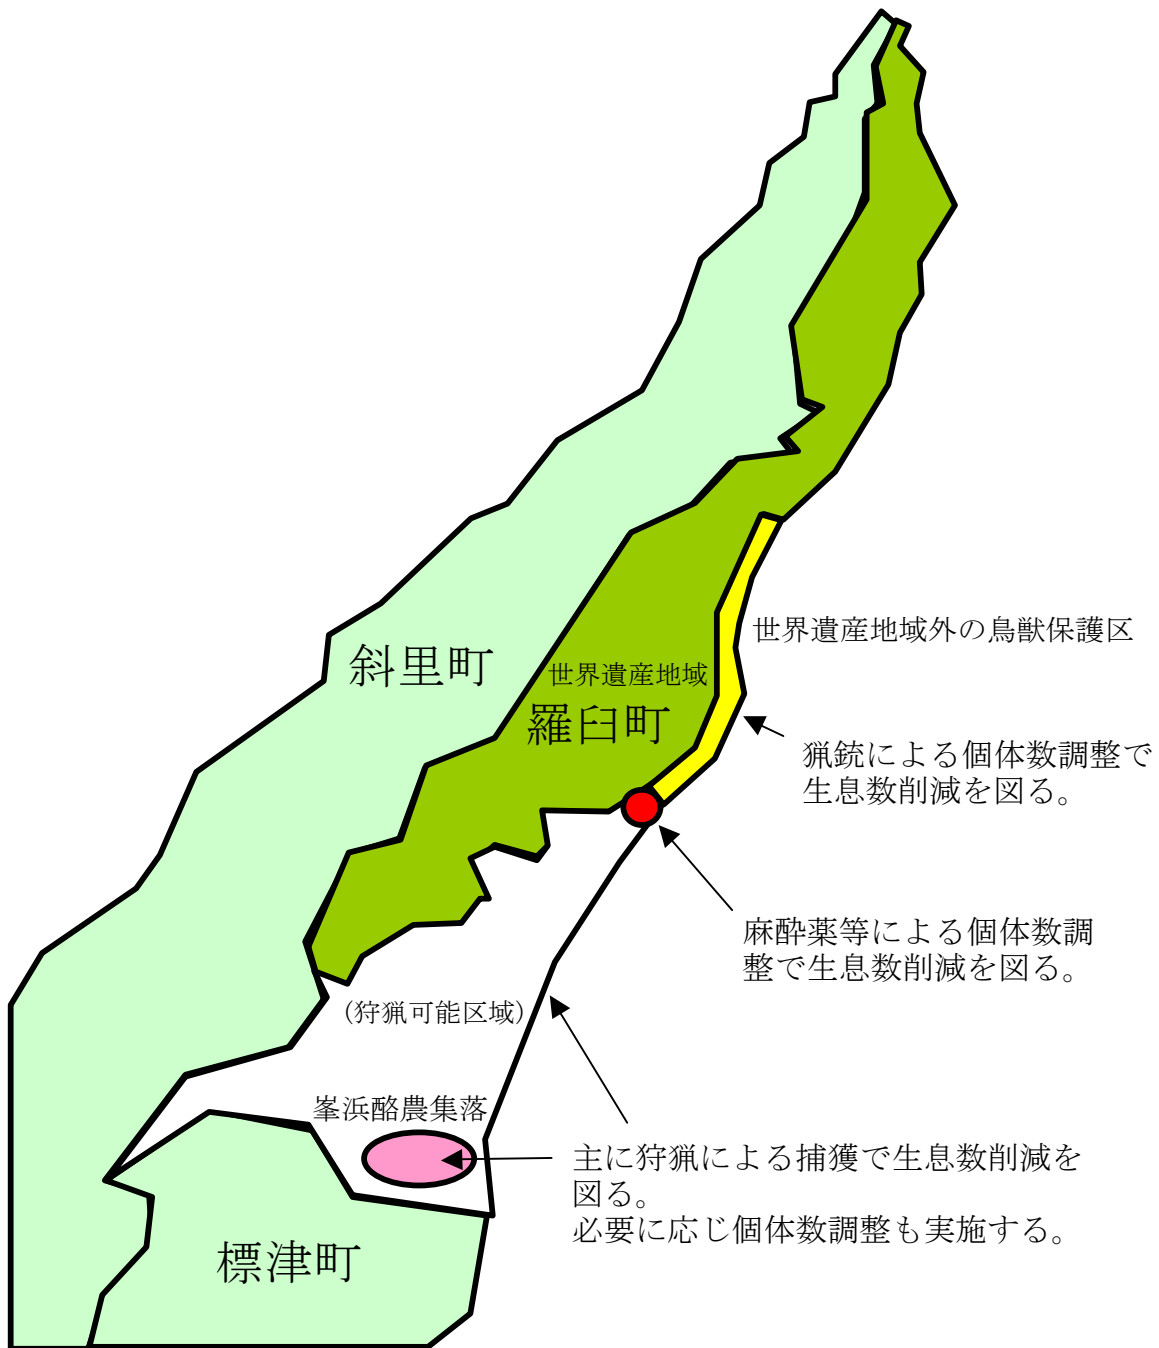 世界遺産地域外の鳥獣保護区
斜里町
世界遺産地域
羅臼町
猟銃による個体数調整で
生息数削減を図る。
麻酔薬等による個体数調
整で生息数削減を図る。
(狩猟可能区域)
峯浜酪農集落
主に狩猟による捕獲で生息数削減を
図る。
必要に応じ個体数調整も実施する。
標津町